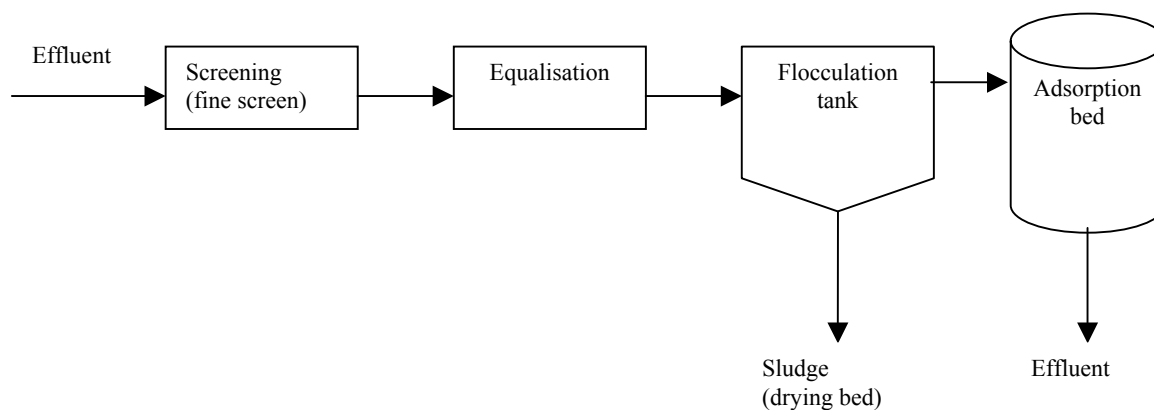 Effluent
Screening
(fine screen)
Equalisation
Flocculation
tank
Adsorption
bed
Sludge
(drying bed)
Effluent